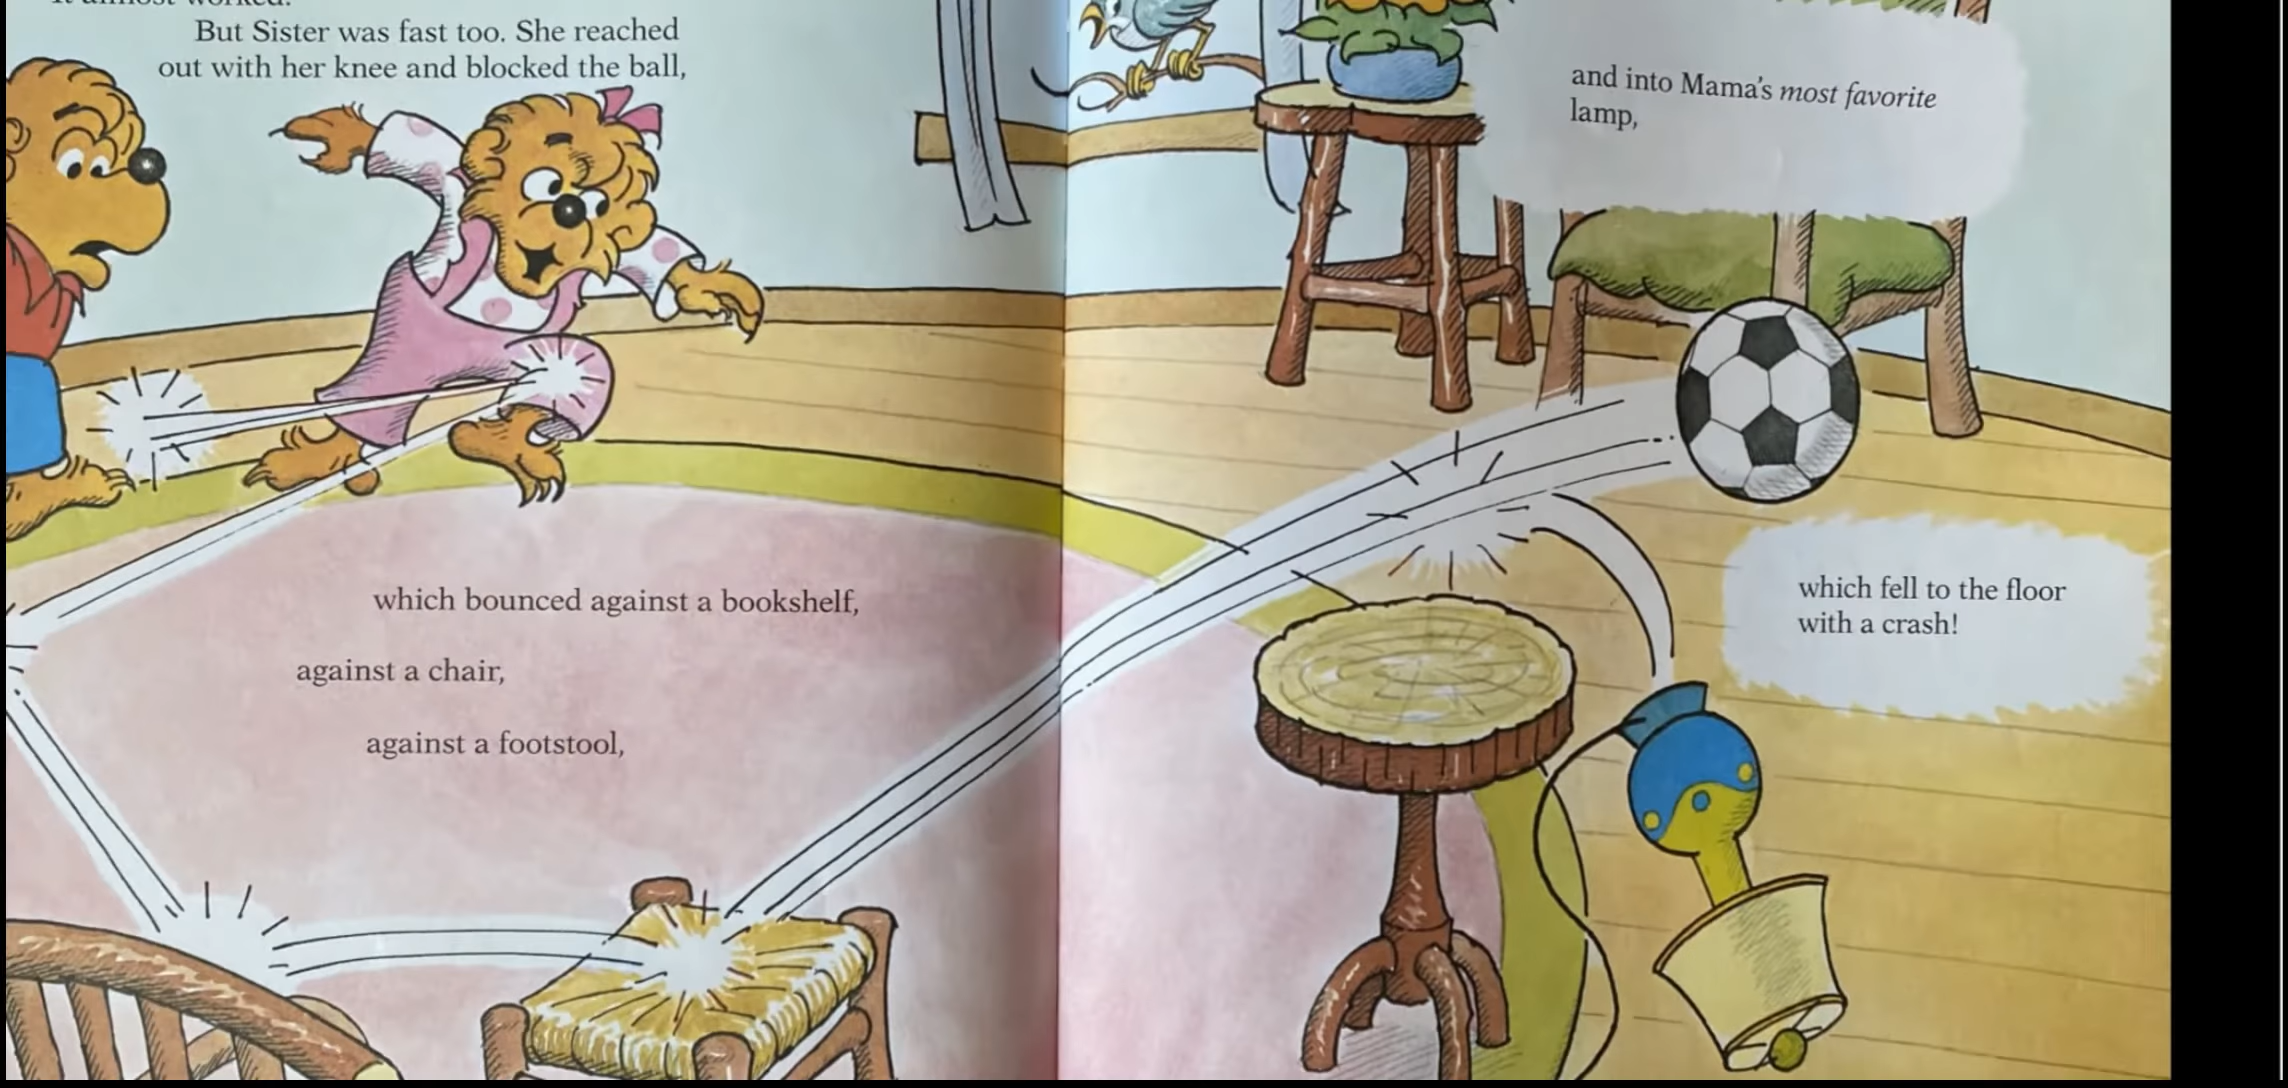 But Sister was fast too. She reached
out with her knee and blocked the ball,
which bounced against a bookshelf,
against a chair,
against a footstool,
and into Mama's most favorite
lamp,
which fell to the floor
with a crash!